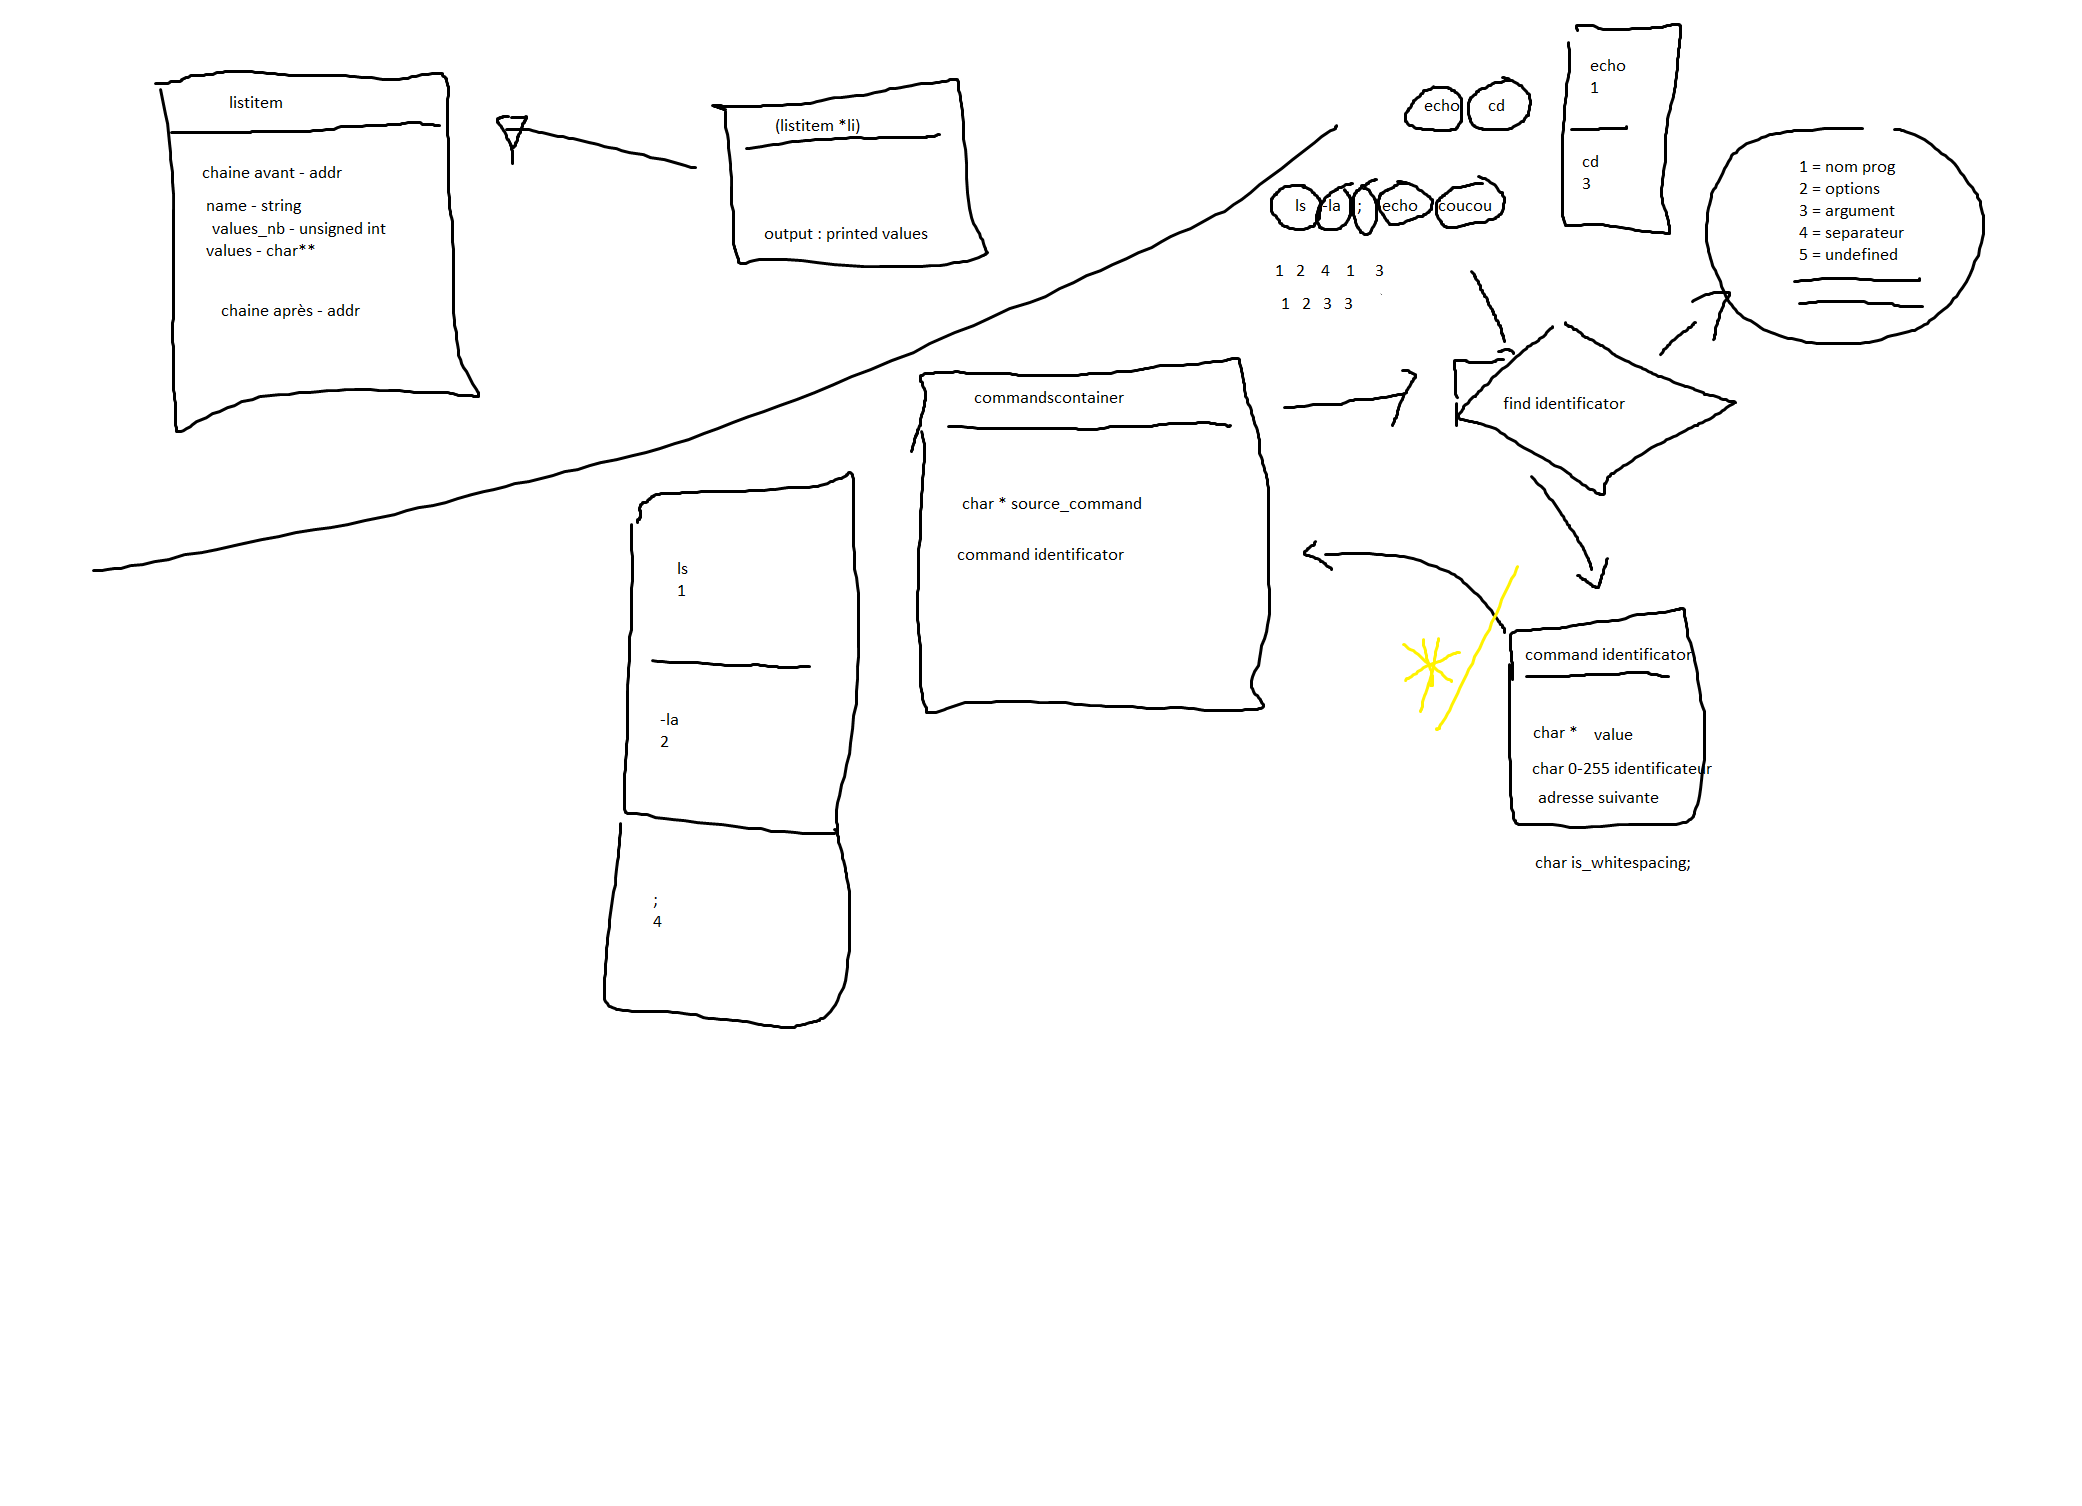 listitem
chaine avant - addr
name - string
values_nb - unsigned int
values - char**
chaine après - addr
(listitem *li)
output : printed values
echo cd
echo
1
cd
3
ls -la ; echo coucou
1 2 4 1 3
1 2 3 3
1 = nom prog
2 = options
3 = argument
4 = separateur
5 = undefined
find identificator
commandscontainer
char * source_command
command identificator
ls
1
-la
2
;
4
command identificator
char * value
char 0-255 identificateur
adresse suivante
char is_whitespacing;